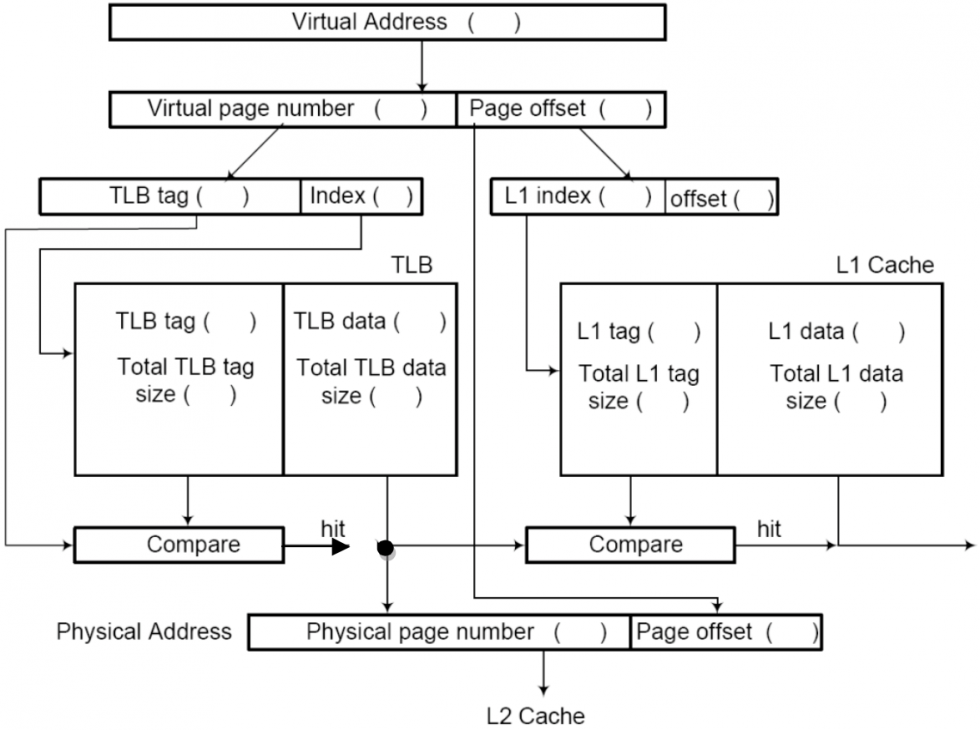 Virtual Address ( )
Virtual page number ( ) Page offset ( )
TLB tag ( ) Index ( ) L1 index ( ) offset ( )
TLB L1 Cache
TLB tag ( ) TLB data ( ) L1 tag ( ) L1 data ( )
Total TLB tag Total TLB data Total L1 tag Total L1 data
size ( ) size ( ) size ( ) size ( )
hit hit
Compare Compare
Physical Address Physical page number ( ) Page offset ( )
L2 Cache